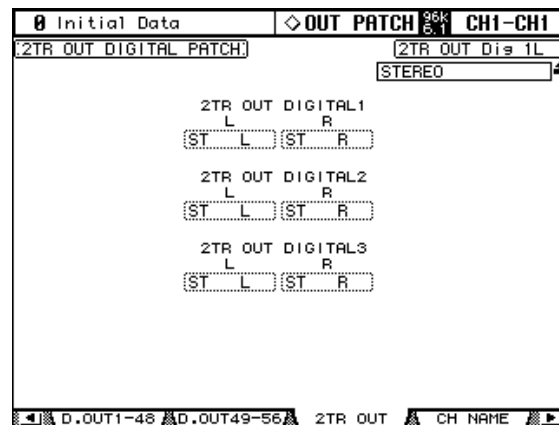 0 Initial Data ◇OUT PATCH 96k 6.1 CH1-CH1
2TR OUT DIGITAL PATCH
2TR OUT Dig 1L
STEREO
2TR OUT DIGITAL1
L R
ST L ST R
2TR OUT DIGITAL2
L R
ST L ST R
2TR OUT DIGITAL3
L R
ST L ST R
D.OUT1-48 D.OUT49-56 2TR OUT CH NAME